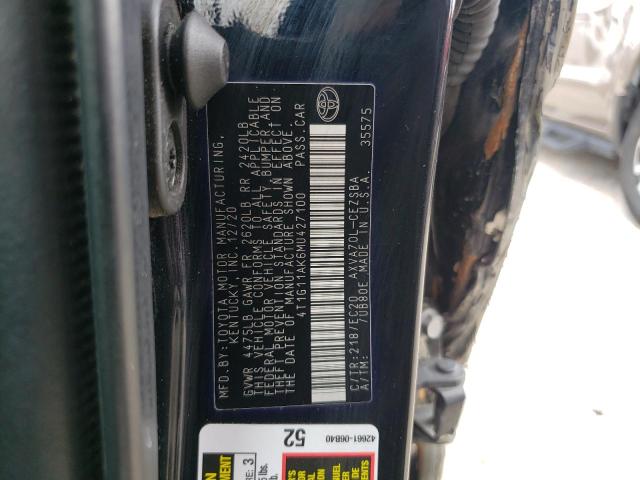 MFD.BY:TOYOTA MOTOR MANUFACTURING,
KENTUCKY, INC. 12/20
GVWR 4475LB GAWR FR 2620LB RR 2420LB
THIS VEHICLE CONFORMS TO ALL APPLICABLE
FEDERAL MOTOR VEHICLE SAFETY, BUMPER, AND
THEFT PREVENTION STANDARDS IN EFFECT ON
THE DATE OF MANUFACTURE SHOWN ABOVE.
4T1G11AK6MU427100 PASS.CAR
C/TR:218/EC20 AXVA70L-CEZSBA
A/TM: 7UB80E MADE IN U.S.A. 35575
52
42661-06B40